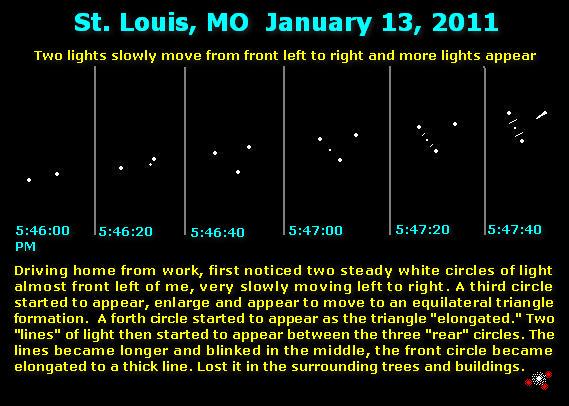 St. Louis, MO  January 13, 2011
Two lights slowly move from front left to right and more lights appear
5:46:00 PM
5:46:20
5:46:40
5:47:00
5:47:20
5:47:40
Driving home from work, first noticed two steady white circles of light
almost front left of me, very slowly moving left to right. A third circle
started to appear, enlarge and appear to move to an equilateral triangle
formation.  A forth circle started to appear as the triangle "elongated." Two
"lines" of light then started to appear between the three "rear" circles. The
lines became longer and blinked in the middle, the front circle became
elongated to a thick line. Lost it in the surrounding trees and buildings.